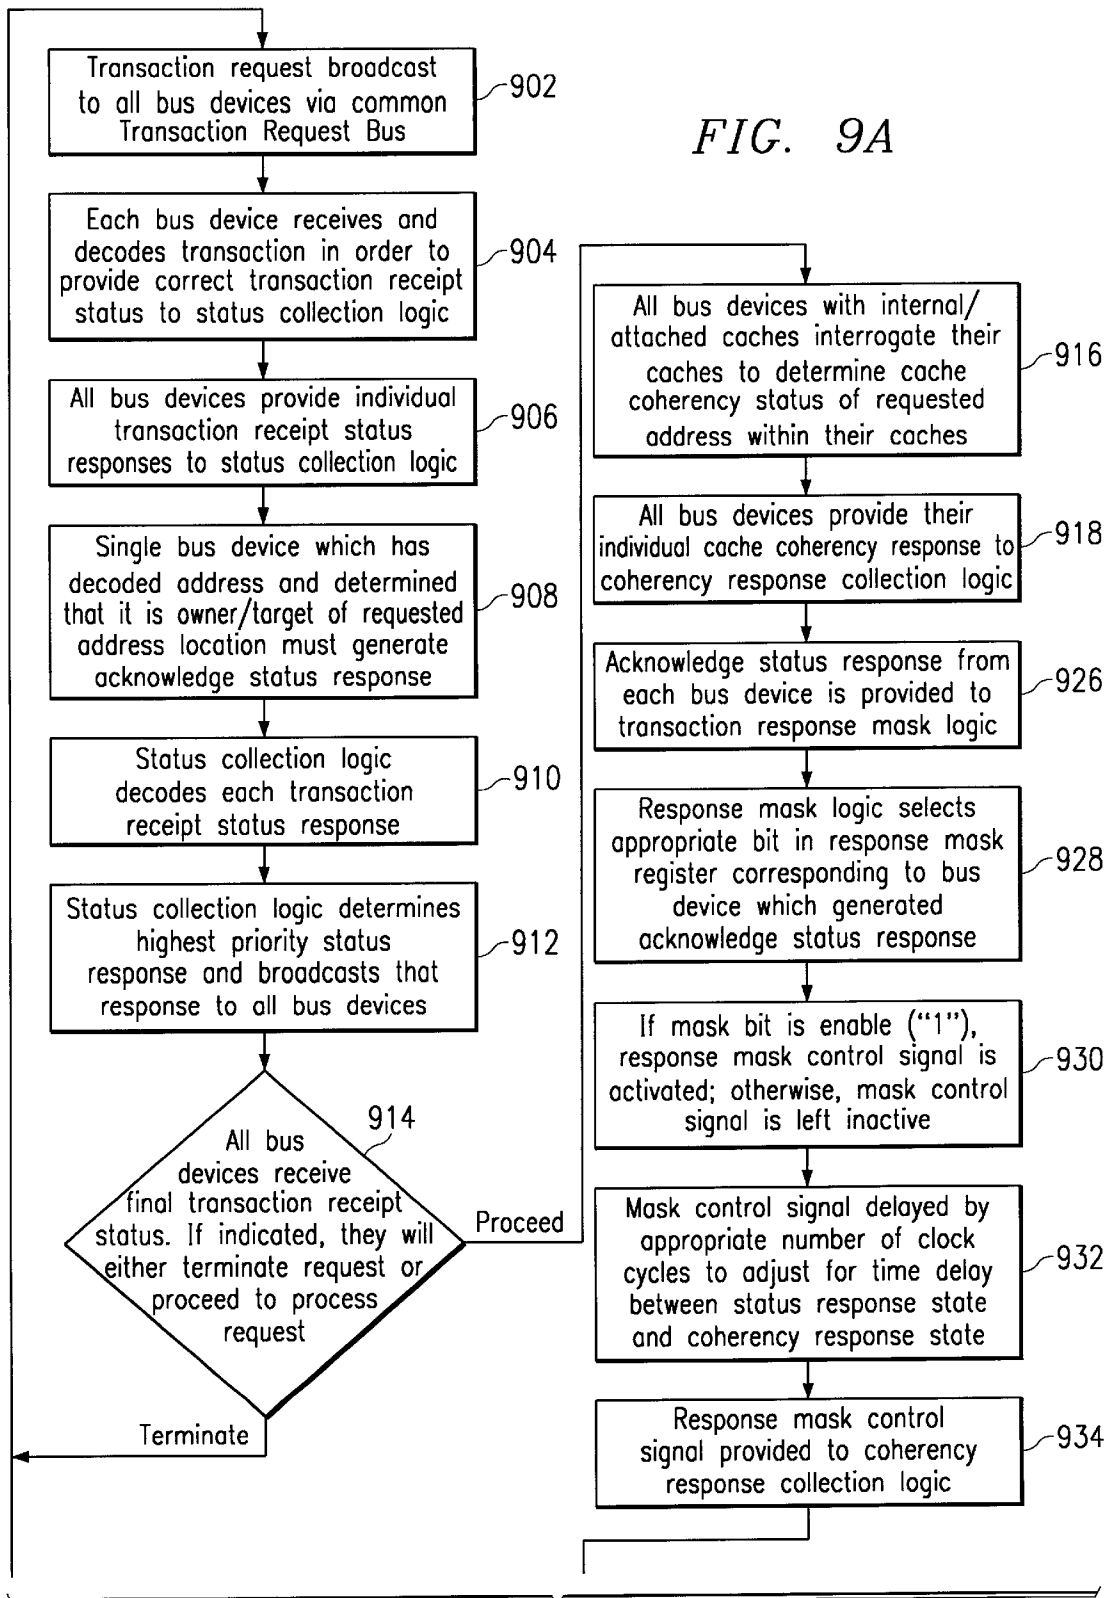 FIG. 9A
Transaction request broadcast
to all bus devices via common
Transaction Request Bus
902
Each bus device receives and
decodes transaction in order to
provide correct transaction receipt
status to status collection logic
904
All bus devices provide individual
transaction receipt status
responses to status collection logic
906
Single bus device which has
decoded address and determined
that it is owner/target of requested
address location must generate
acknowledge status response
908
Status collection logic
decodes each transaction
receipt status response
910
Status collection logic determines
highest priority status
response and broadcasts that
response to all bus devices
912
914
All bus
devices receive
final transaction receipt
status. If indicated, they will
either terminate request or
proceed to process
request
Proceed
Terminate
All bus devices with internal/
attached caches interrogate their
caches to determine cache
coherency status of requested
address within their caches
916
All bus devices provide their
individual cache coherency response to
coherency response collection logic
918
Acknowledge status response from
each bus device is provided to
transaction response mask logic
926
Response mask logic selects
appropriate bit in response mask
register corresponding to bus
device which generated
acknowledge status response
928
If mask bit is enable ("1"),
response mask control signal is
activated; otherwise, mask control
signal is left inactive
930
Mask control signal delayed by
appropriate number of clock
cycles to adjust for time delay
between status response state
and coherency response state
932
Response mask control
signal provided to coherency
response collection logic
934